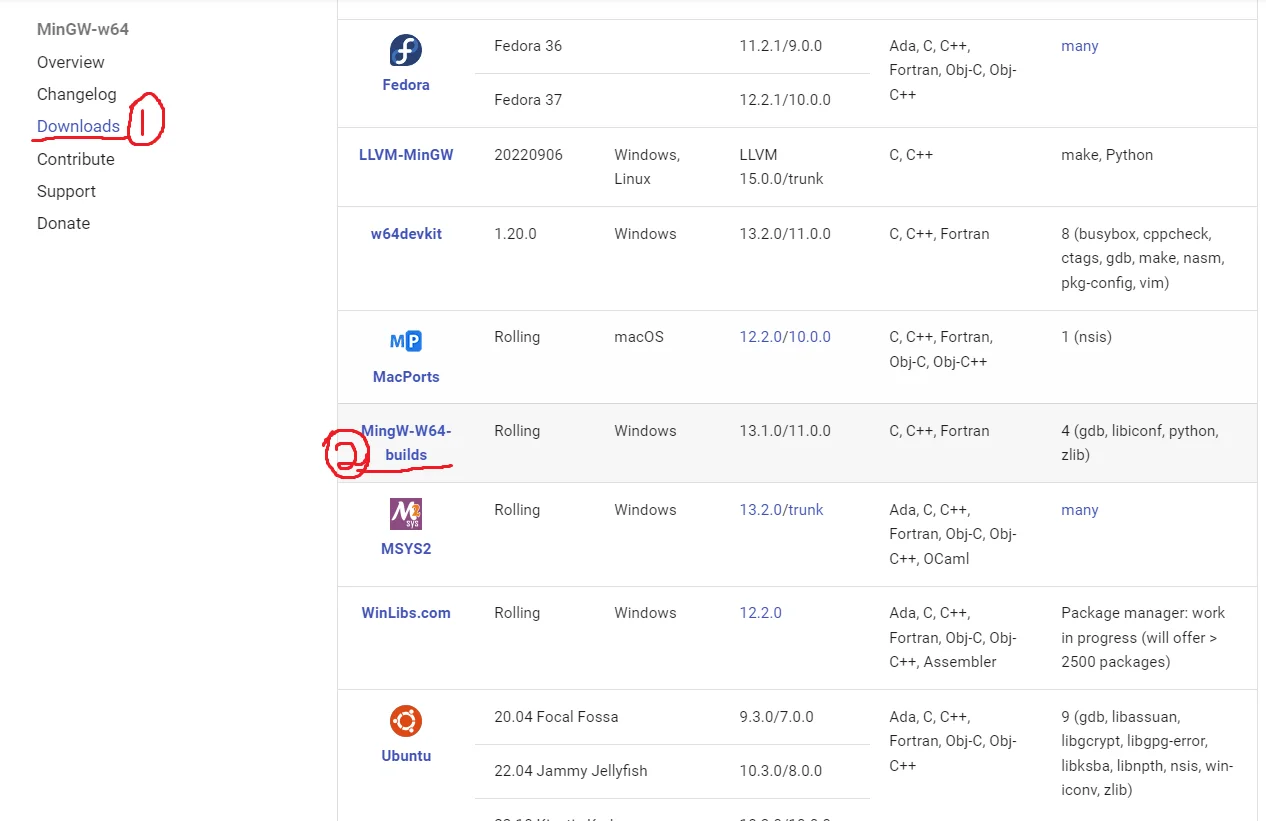 MinGW-w64
Overview
Changelog
Downloads 1
Contribute
Support
Donate
Fedora
Fedora 36 11.2.1/9.0.0 Ada, C, C++, many
Fortran, Obj-C, Obj-
C++
Fedora 37 12.2.1/10.0.0
LLVM-MinGW 20220906 Windows, LLVM C, C++ make, Python
Linux 15.0.0/trunk
w64devkit 1.20.0 Windows 13.2.0/11.0.0 C, C++, Fortran 8 (busybox, cppcheck,
ctags, gdb, make, nasm,
pkg-config, vim)
MP
MacPorts
Rolling macOS 12.2.0/10.0.0 C, C++, Fortran, 1 (nsis)
Obj-C, Obj-C++
2 MingW-W64- Rolling Windows 13.1.0/11.0.0 C, C++, Fortran 4 (gdb, libiconf, python,
builds zlib)
M2
sys
MSYS2
Rolling Windows 13.2.0/trunk Ada, C, C++, many
Fortran, Obj-C, Obj-
C++, OCaml
WinLibs.com Rolling Windows 12.2.0 Ada, C, C++, Package manager: work
Fortran, Obj-C, Obj- in progress (will offer >
C++, Assembler 2500 packages)
Ubuntu
20.04 Focal Fossa 9.3.0/7.0.0 Ada, C, C++, 9 (gdb, libassuan,
Fortran, Obj-C, Obj- libgcrypt, libgpg-error,
C++ libksba, libnpth, nsis, win-
iconv, zlib)
22.04 Jammy Jellyfish 10.3.0/8.0.0